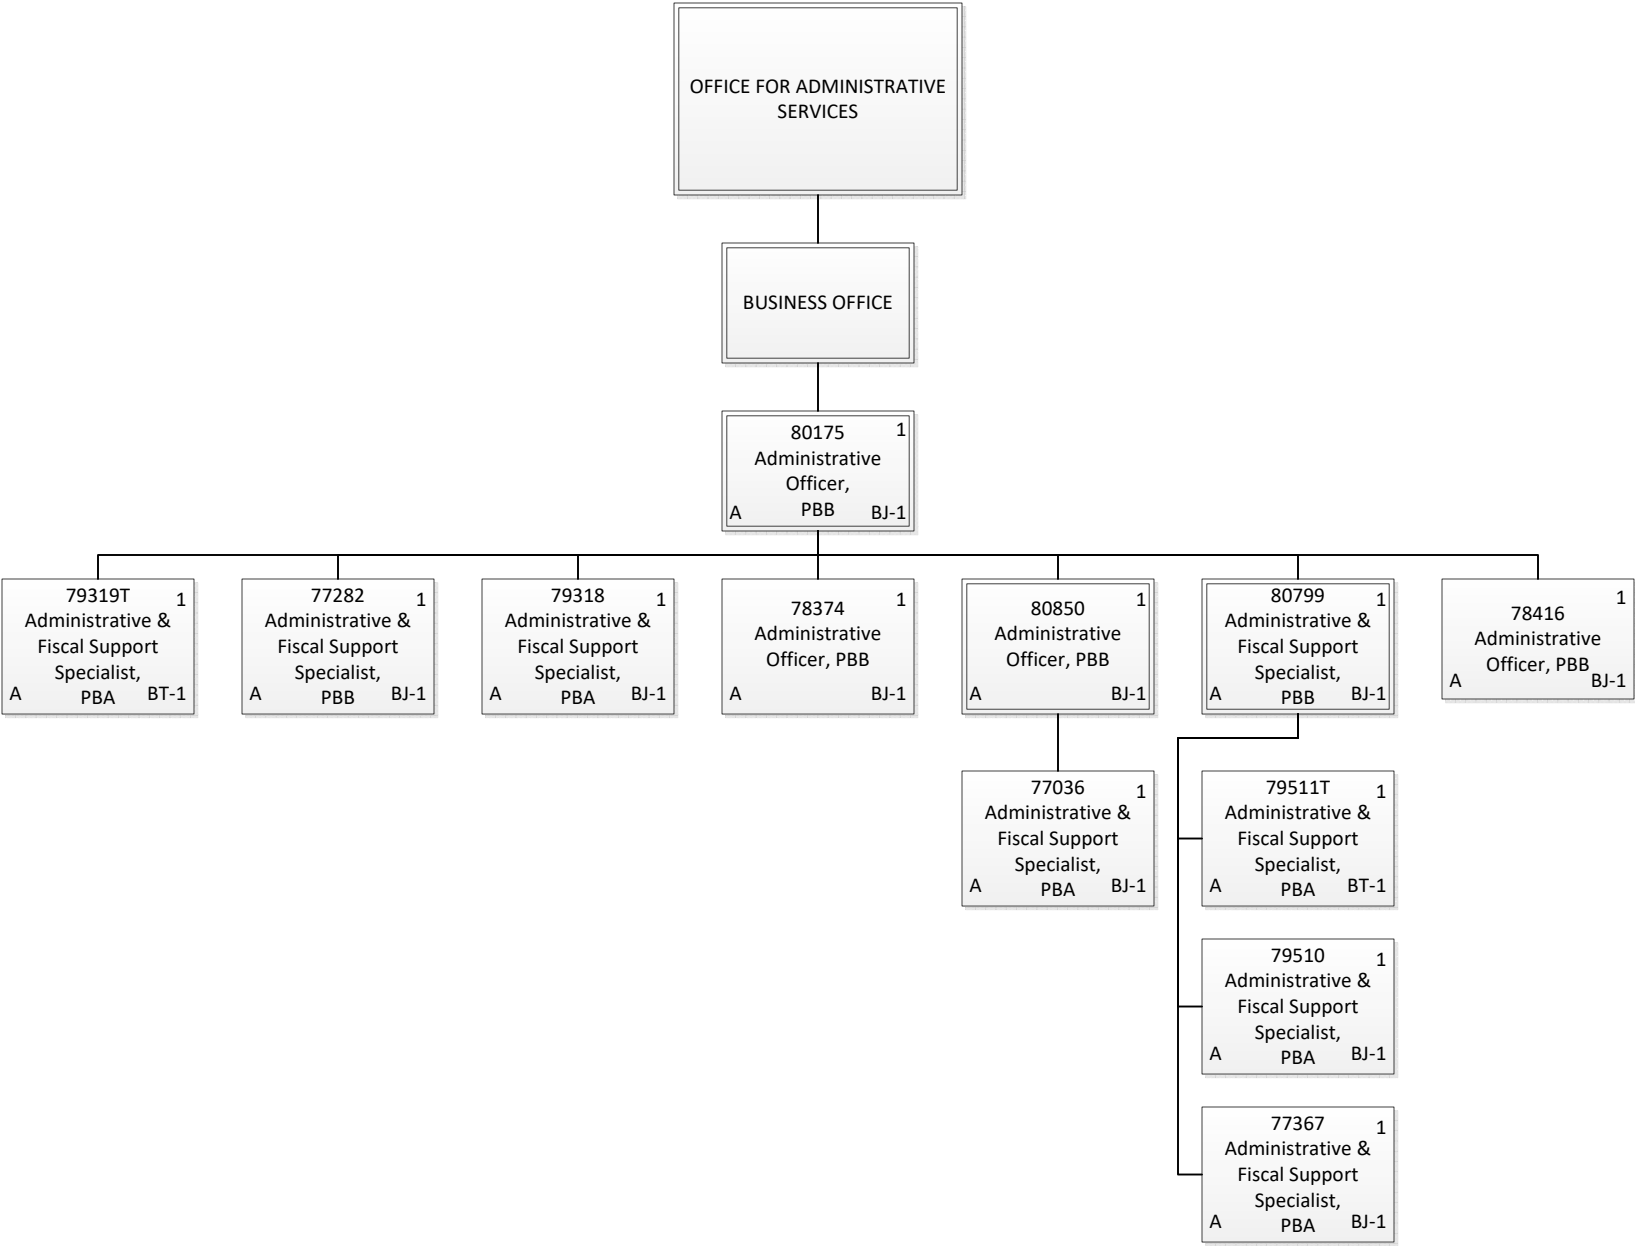 OFFICE FOR ADMINISTRATIVE
SERVICES
BUSINESS OFFICE
80175 1
Administrative
Officer,
PBB
A BJ-1
79319T 1
Administrative &
Fiscal Support
Specialist,
PBA
A BT-1
77282 1
Administrative &
Fiscal Support
Specialist,
PBB
A BJ-1
79318 1
Administrative &
Fiscal Support
Specialist,
PBA
A BJ-1
78374 1
Administrative
Officer, PBB
A BJ-1
80850 1
Administrative
Officer, PBB
A BJ-1
80799 1
Administrative &
Fiscal Support
Specialist,
PBB
A BJ-1
78416 1
Administrative
Officer, PBB
A BJ-1
77036 1
Administrative &
Fiscal Support
Specialist,
PBA
A BJ-1
79511T 1
Administrative &
Fiscal Support
Specialist,
PBA
A BT-1
79510 1
Administrative &
Fiscal Support
Specialist,
PBA
A BJ-1
77367 1
Administrative &
Fiscal Support
Specialist,
PBA
A BJ-1